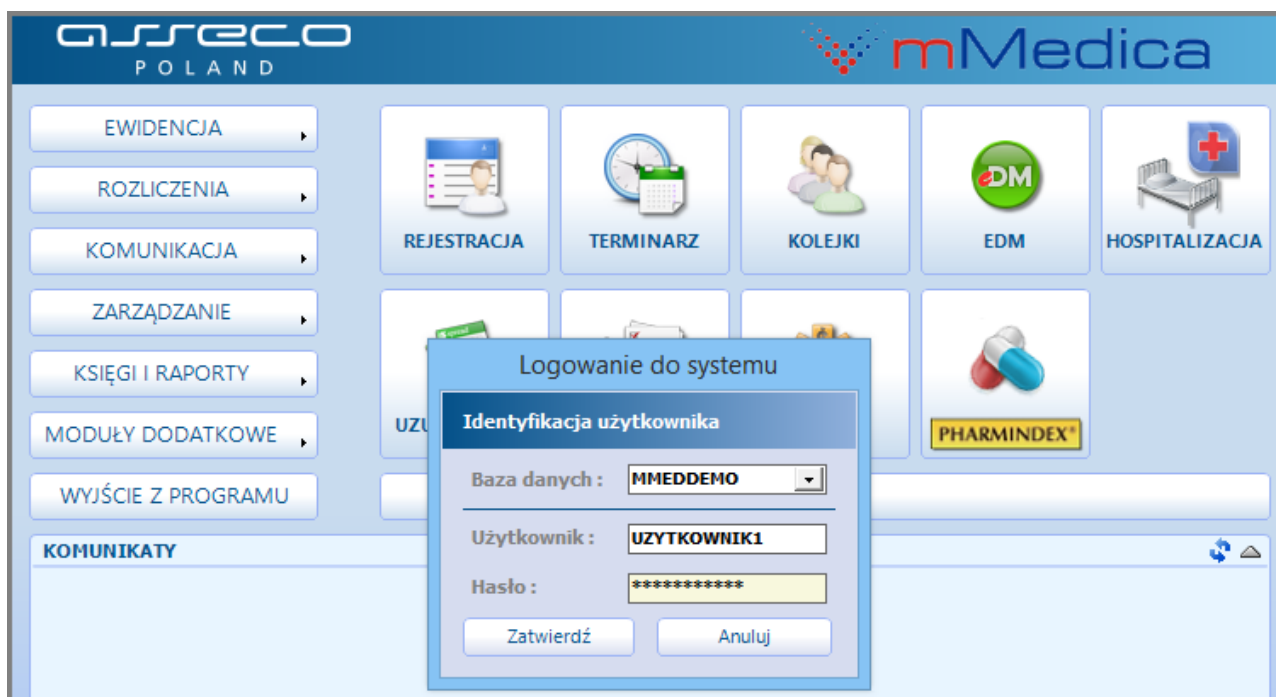 asseco
POLAND
mMedica
EWIDENCJA
ROZLICZENIA
KOMUNIKACJA
ZARZĄDZANIE
KSIĘGI I RAPORTY
MODUŁY DODATKOWE
WYJŚCIE Z PROGRAMU
REJESTRACJA
TERMINARZ
KOLEJKI
eDM
EDM
HOSPITALIZACJA
PHARMINDEX®
Logowanie do systemu
Identyfikacja użytkownika
Baza danych : MMEDDEMO
Użytkownik : UZYTKOWNIK1
Hasło : ***********
Zatwierdź Anuluj
KOMUNIKATY